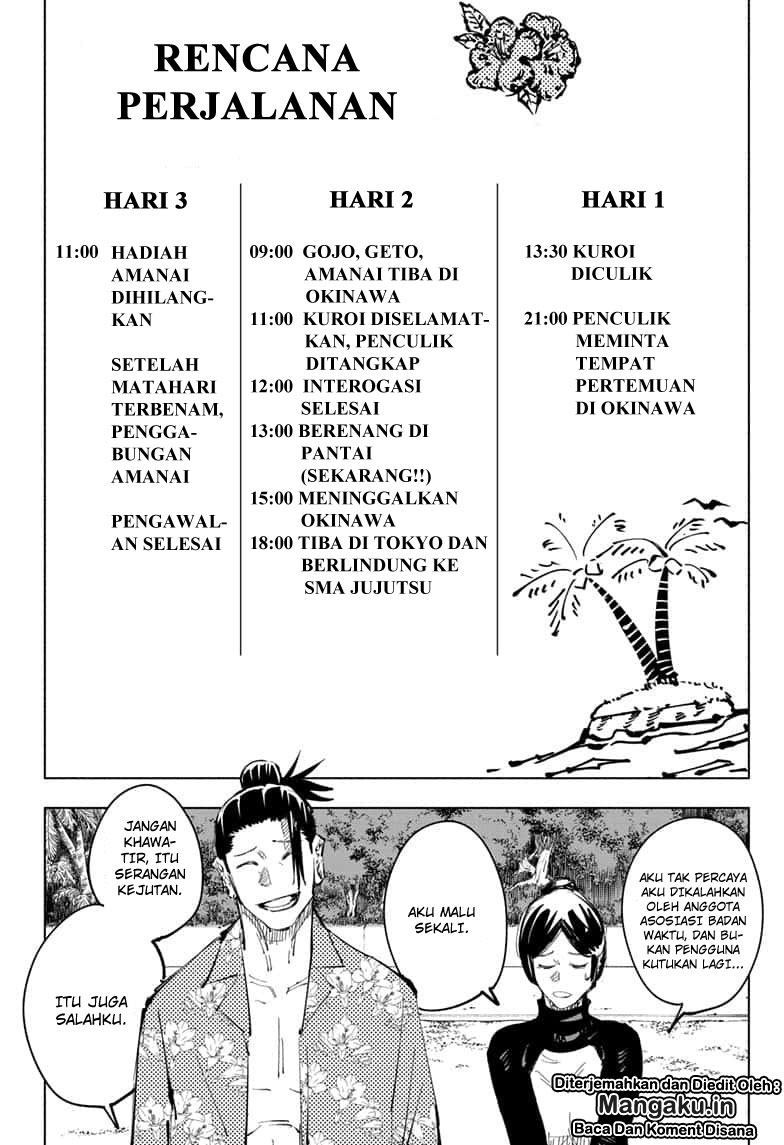 RENCANA
PERJALANAN
HARI 1
13:30 KUROI
DICULIK
21:00 PENCULIK
MEMINTA
TEMPAT
PERTEMUAN
DI OKINAWA
HARI 2
09:00 GOJO, GETO,
AMANAI TIBA DI
OKINAWA
11:00 KUROI DISELAMAT-
KAN, PENCULIK
DITANGKAP
12:00 INTEROGASI
SELESAI
13:00 BERENANG DI
PANTAI
(SEKARANG!!)
15:00 MENINGGALKAN
OKINAWA
18:00 TIBA DI TOKYO DAN
BERLINDUNG KE
SMA JUJUTSU
HARI 3
11:00 HADIAH
AMANAI
DIHILANG-
KAN
SETELAH
MATAHARI
TERBENAM,
PENGGA-
BUNGAN
AMANAI
PENGAWAL-
AN SELESAI
AKU TAK PERCAYA
AKU DIKALAHKAN
OLEH ANGGOTA
ASOSIASI BADAN
WAKTU, DAN BU-
KAN PENGGUNA
KUTUKAN LAGI...
AKU MALU
SEKALI.
JANGAN
KHAWA-
TIR, ITU
SERANGAN
KEJUTAN.
ITU JUGA
SALAHKU.
Diterjemahkan dan Diedit Oleh :
Mangaku.in
Baca Dan Koment Disana